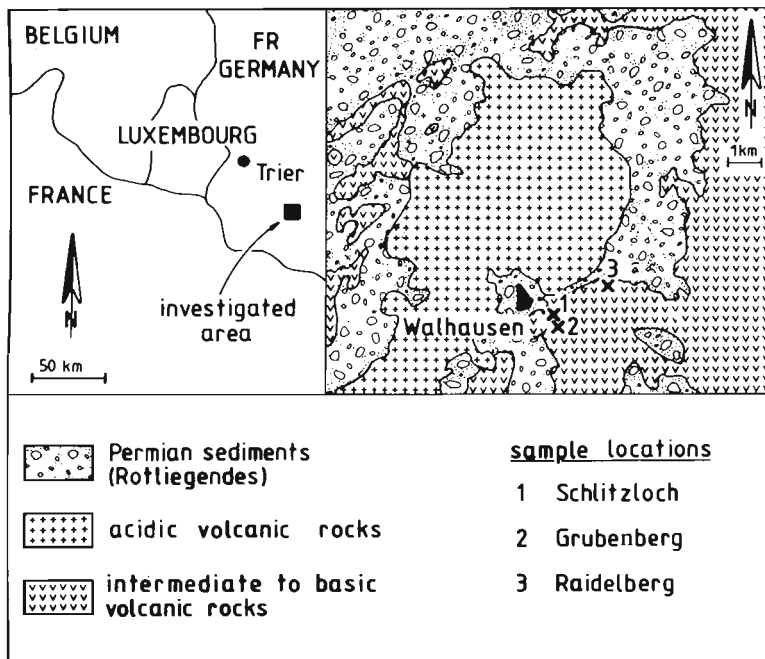 BELGIUM
FR
GERMANY
LUXEMBOURG
Trier
FRANCE
N
investigated
area
50 km
N
1km
3
1
Walhausen
2
Permian sediments
(Rotliegendes)
acidic volcanic rocks
intermediate to basic
volcanic rocks
sample locations
1 Schlitzloch
2 Grubenberg
3 Raidelberg